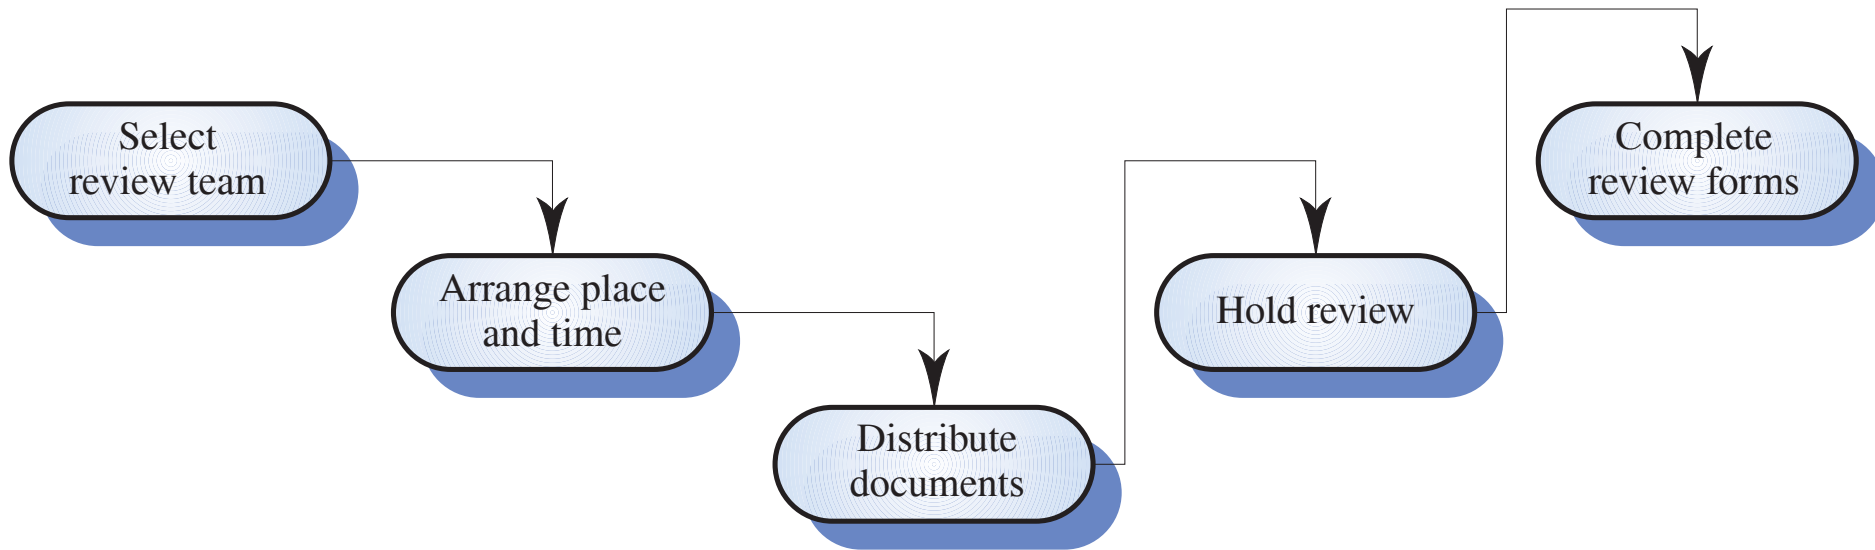 Select
review team
Arrange place
and time
Distribute
documents
Hold review
Complete
review forms